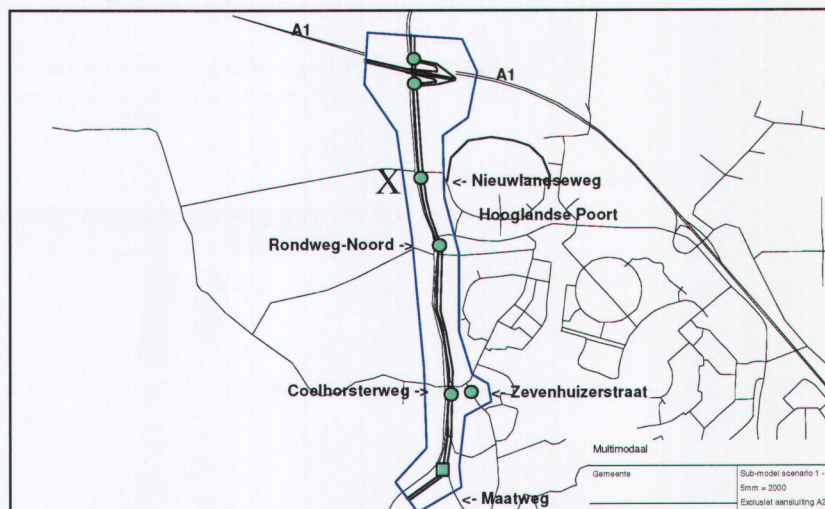 A1
A1
X
<- Nieuwlandseweg
Hooglandse Poort
Rondweg-Noord ->
Coelhorsterweg ->
<- Zevenhuizerstraat
<- Maatweg
Multimodaal
Gemeente
Sub-model scenario 1 -
5mm = 2000
Exclusief aansluiting A2